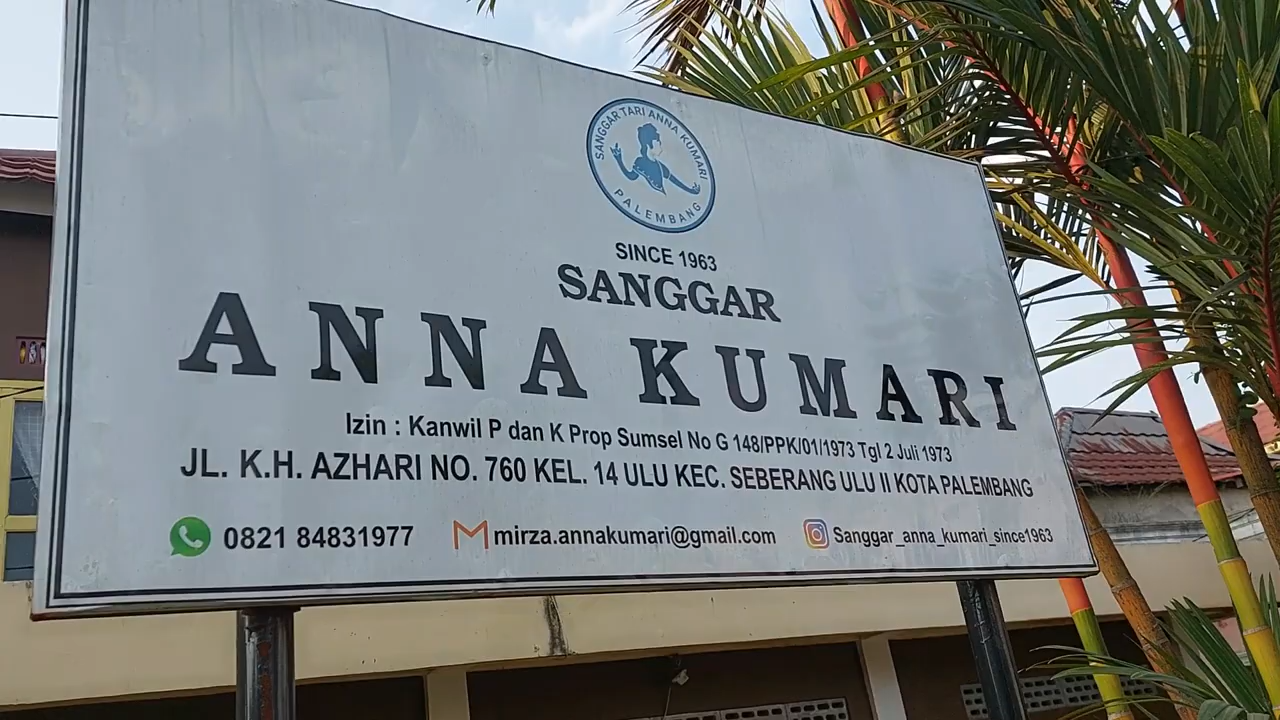 SANGGAR TARI ANNA KUMARI
PALEMBANG
SINCE 1963
SANGGAR
ANNA KUMARI
Izin : Kanwil P dan K Prop Sumsel No G 148/PPK/01/1973 Tgl 2 Juli 1973
JL. K.H. AZHARI NO. 760 KEL. 14 ULU KEC. SEBERANG ULU II KOTA PALEMBANG
0821 84831977 mirza.annakumari@gmail.com Sanggar_anna_kumari_since1963